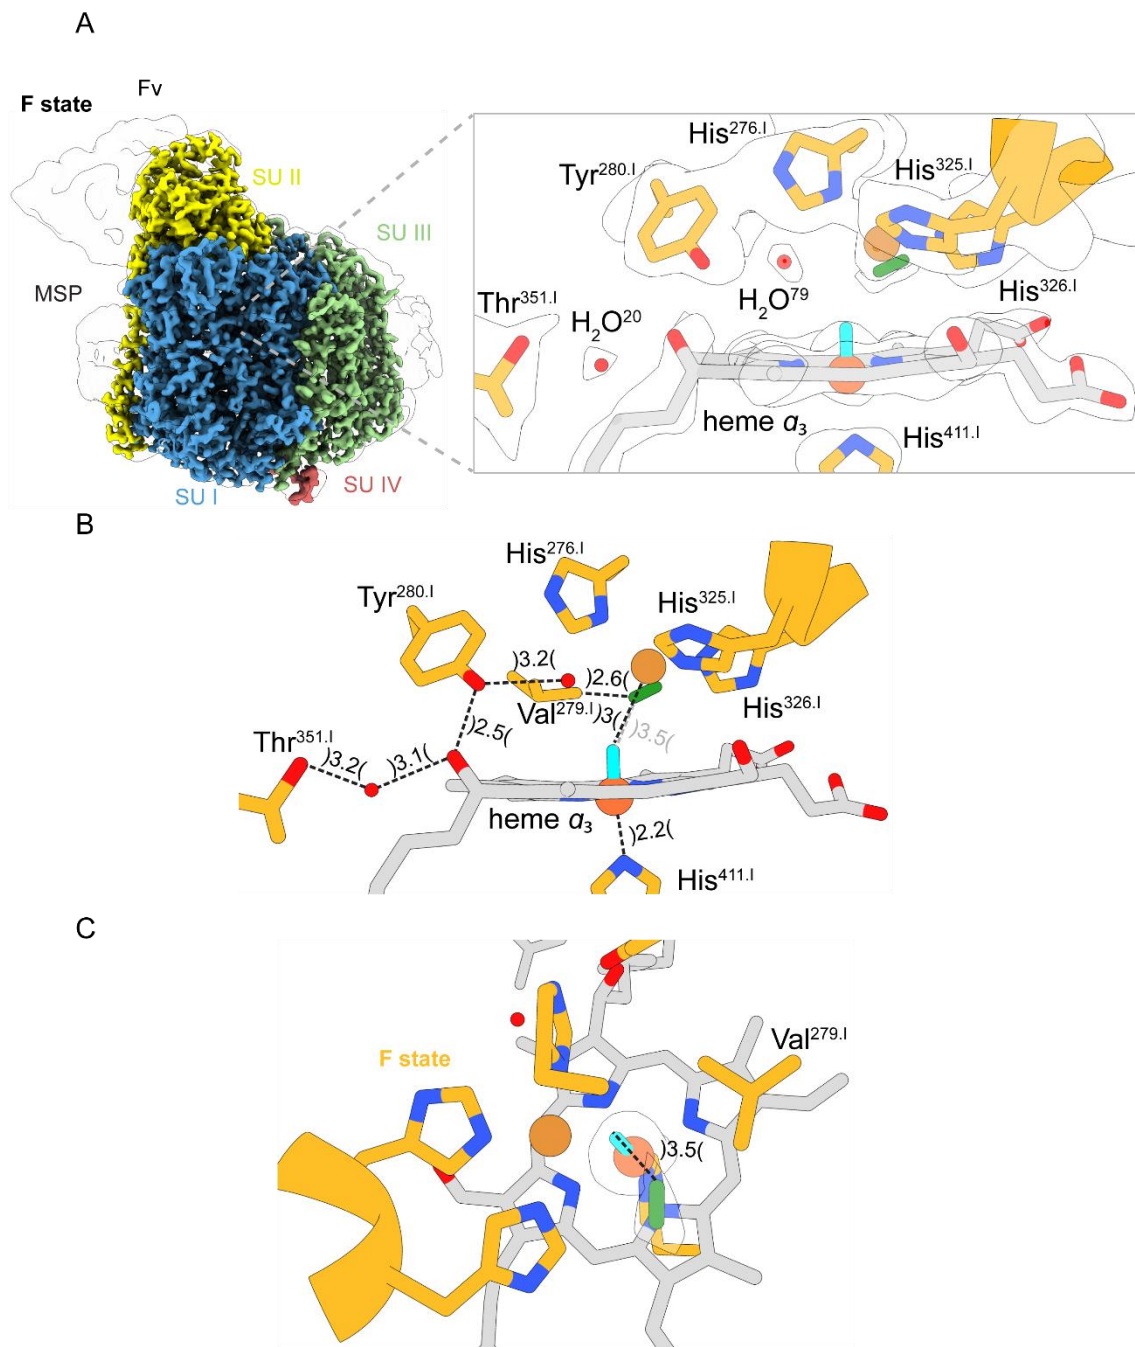 A
Fv
F state
SU II
SU III
MSP
SU I
SU IV
His²⁷⁶·ᴵ
Tyr²⁸⁰·ᴵ
His³²⁵·ᴵ
Thr³⁵¹·ᴵ
H₂O²⁰
H₂O⁷⁹
His³²⁶·ᴵ
heme α₃
His⁴¹¹·ᴵ
B
His²⁷⁶·ᴵ
Tyr²⁸⁰·ᴵ
His³²⁵·ᴵ
)3.2(
)2.6(
Val²⁷⁹·ᴵ
)3(
)3.5(
His³²⁶·ᴵ
)2.5(
Thr³⁵¹·ᴵ
)3.2(
)3.1(
heme α₃
)2.2(
His⁴¹¹·ᴵ
C
F state
Val²⁷⁹·ᴵ
)3.5(